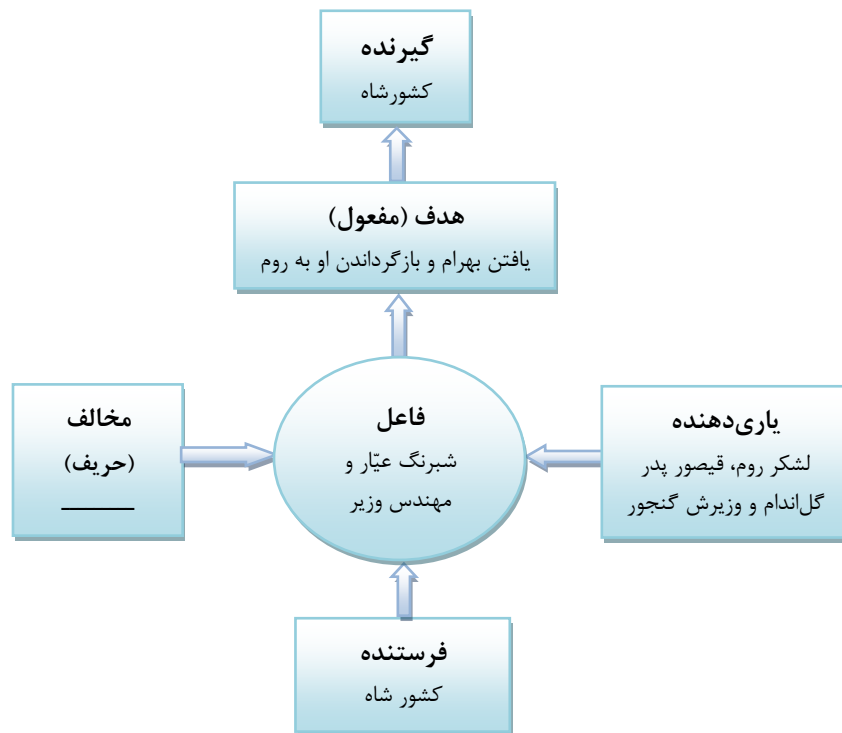 گیرنده
کشورشاه
هدف (مفعول)
یافتن بهرام و بازگرداندن او به روم
یاری‌دهنده
لشکر روم، قیصور پدر
گل‌اندام و وزیرش گنجور
فاعل
شبرنگ عیّار و
مهندس وزیر
مخالف
(حریف)
فرستنده
کشور شاه